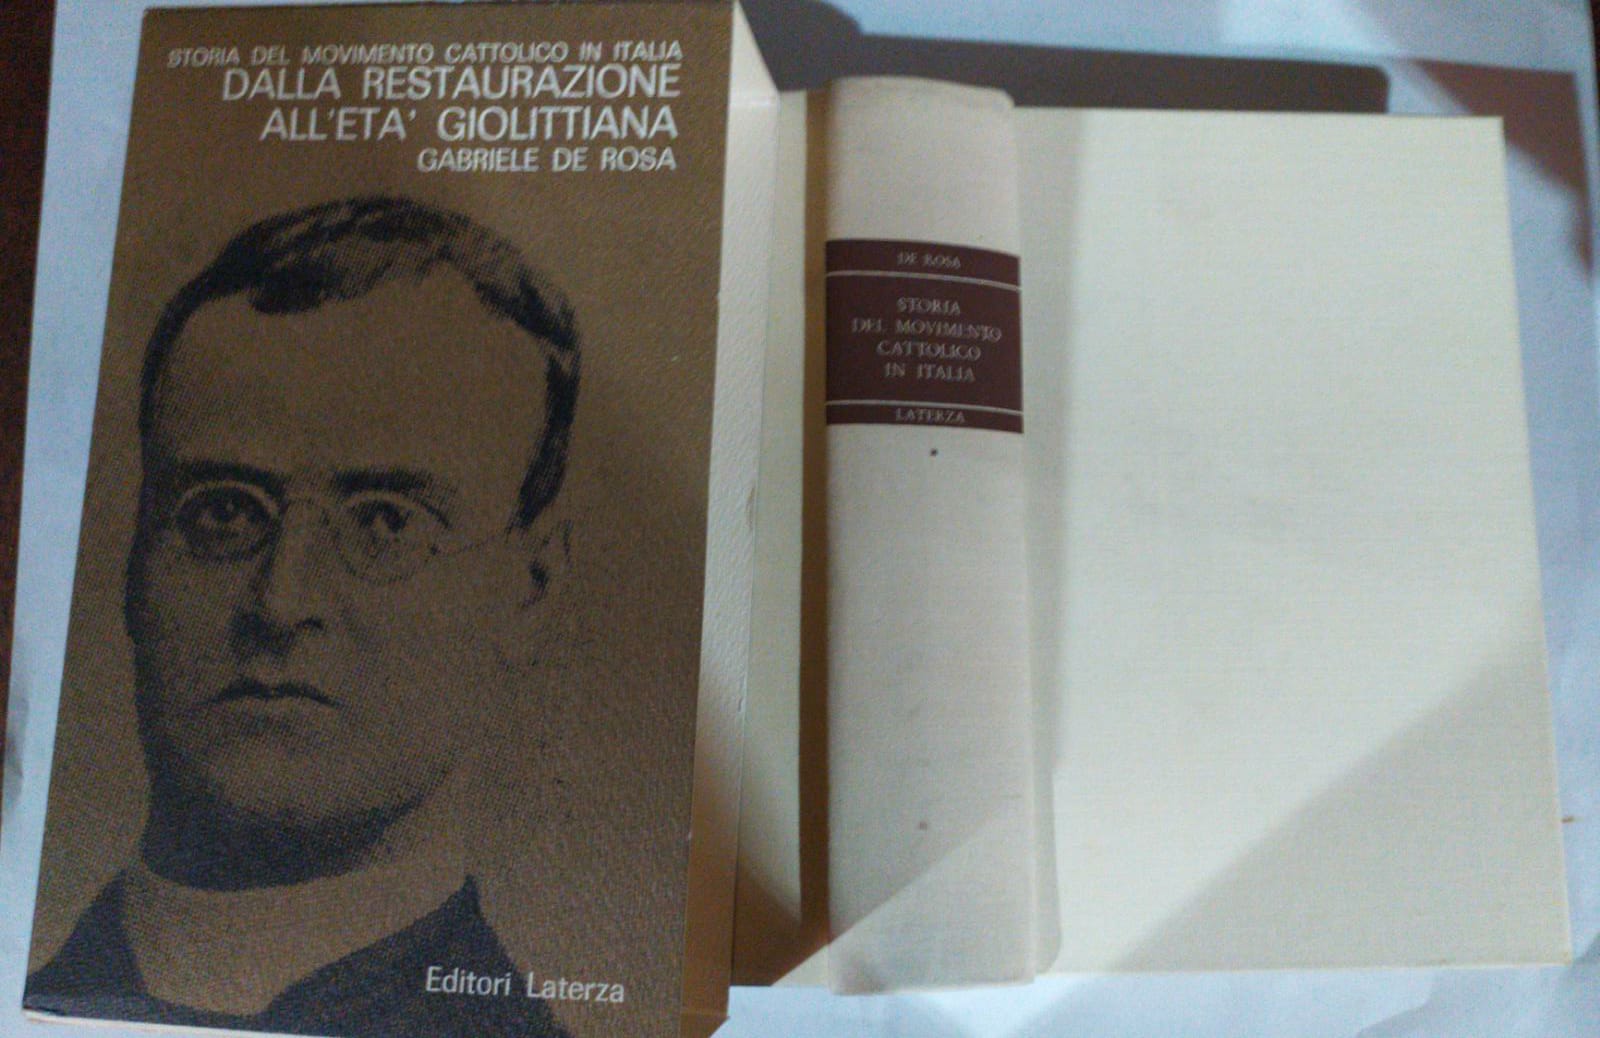 STORIA DEL MOVIMENTO CATTOLICO IN ITALIA
DALLA RESTAURAZIONE
ALL'ETA' GIOLITTIANA
GABRIELE DE ROSA
Editori Laterza
DE ROSA
STORIA
DEL MOVIMENTO
CATTOLICO
IN ITALIA
LATERZA